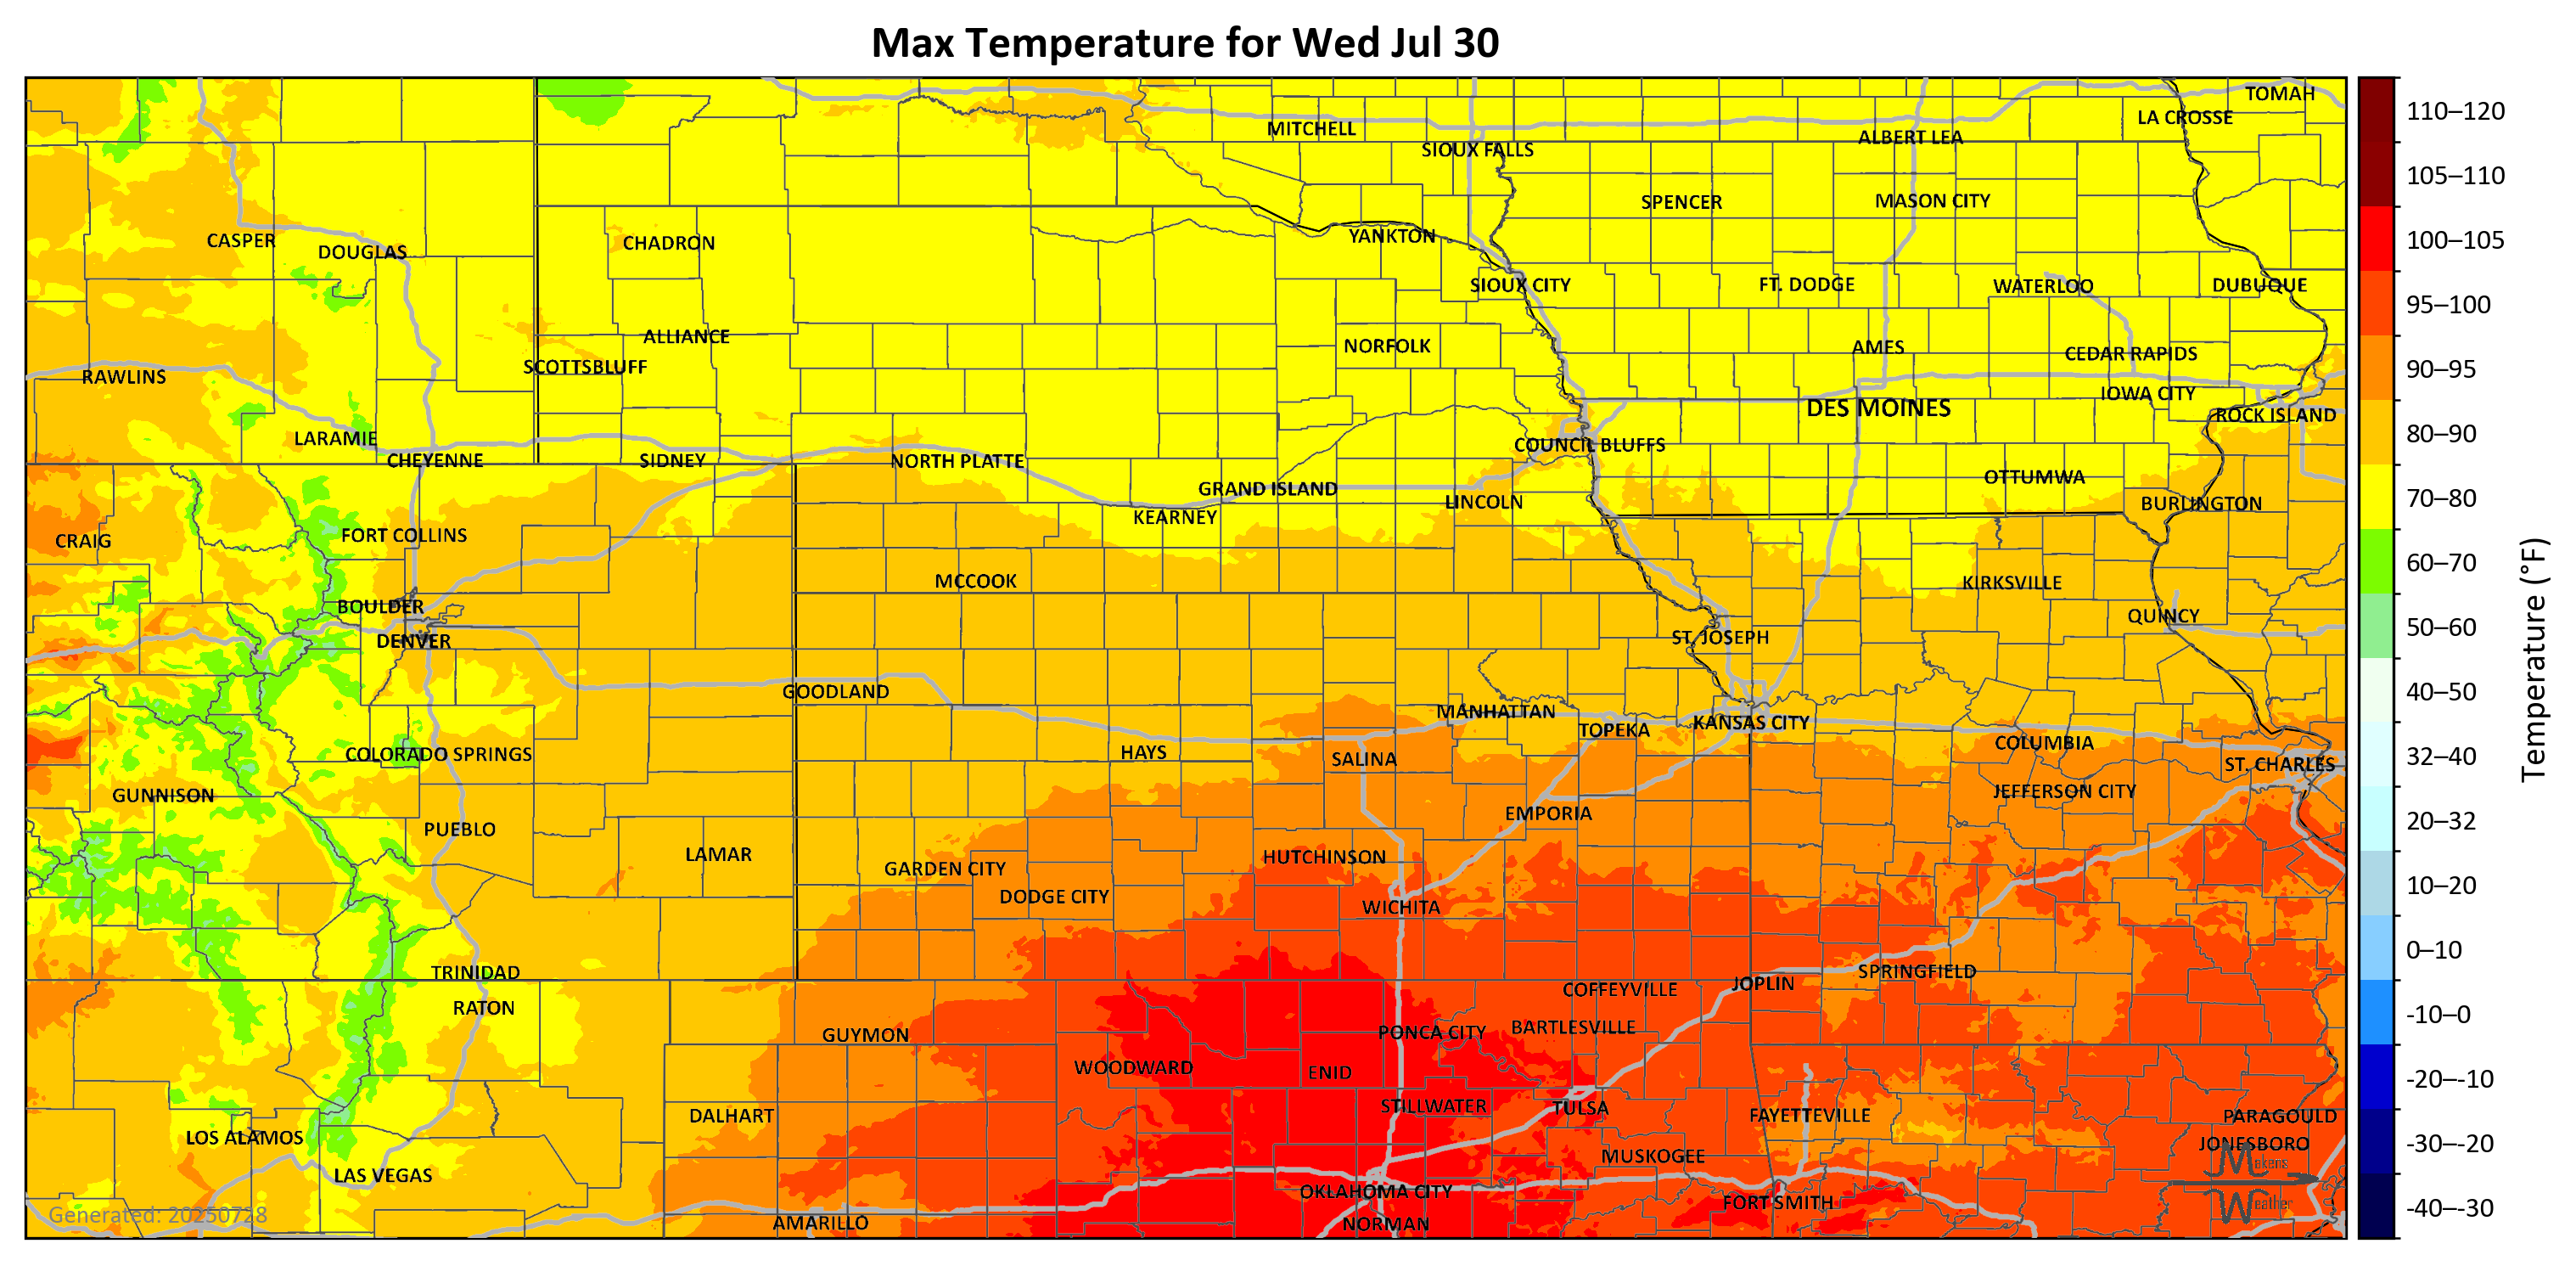 Max Temperature for Wed Jul 30
TOMAH
LA CROSSE
MITCHELL
ALBERT LEA
SIOUX FALLS
SPENCER
MASON CITY
CASPER
DOUGLAS
CHADRON
YANKTON
SIOUX CITY
FT. DODGE
WATERLOO
DUBUQUE
ALLIANCE
NORFOLK
AMES
CEDAR RAPIDS
SCOTTSBLUFF
RAWLINS
IOWA CITY
DES MOINES
ROCK ISLAND
LARAMIE
COUNCIL BLUFFS
CHEYENNE
SIDNEY
NORTH PLATTE
OTTUMWA
GRAND ISLAND
LINCOLN
BURLINGTON
KEARNEY
CRAIG
FORT COLLINS
MCCOOK
KIRKSVILLE
BOULDER
QUINCY
DENVER
ST. JOSEPH
GOODLAND
MANHATTAN
TOPEKA
KANSAS CITY
COLUMBIA
COLORADO SPRINGS
HAYS
SALINA
ST. CHARLES
GUNNISON
JEFFERSON CITY
EMPORIA
PUEBLO
LAMAR
HUTCHINSON
GARDEN CITY
DODGE CITY
WICHITA
TRINIDAD
SPRINGFIELD
JOPLIN
COFFEYVILLE
RATON
GUYMON
PONCA CITY
BARTLESVILLE
WOODWARD
ENID
STILLWATER
TULSA
DALHART
FAYETTEVILLE
PARAGOULD
LOS ALAMOS
JONESBORO
MUSKOGEE
LAS VEGAS
OKLAHOMA CITY
FORT SMITH
AMARILLO
NORMAN
Makens
Weather
Generated: 20250728
110–120
105–110
100–105
95–100
90–95
80–90
70–80
60–70
50–60
40–50
32–40
20–32
10–20
0–10
-10–0
-20–-10
-30–-20
-40–-30
Temperature (°F)